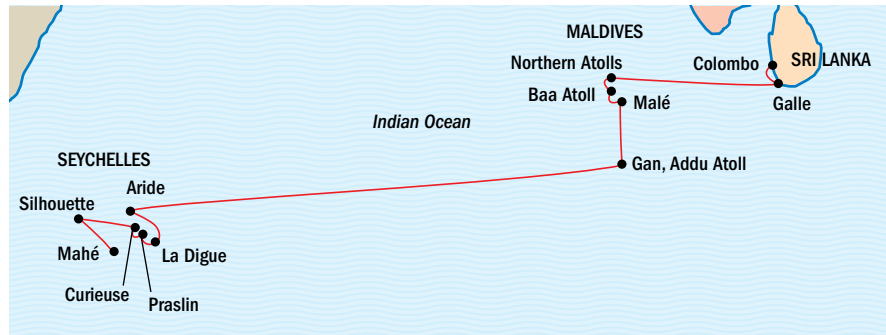 MALDIVES
Northern Atolls
Colombo
SRI LANKA
Baa Atoll
Malé
Galle
Indian Ocean
SEYCHELLES
Gan, Addu Atoll
Aride
Silhouette
Mahé
La Digue
Curieuse
Praslin